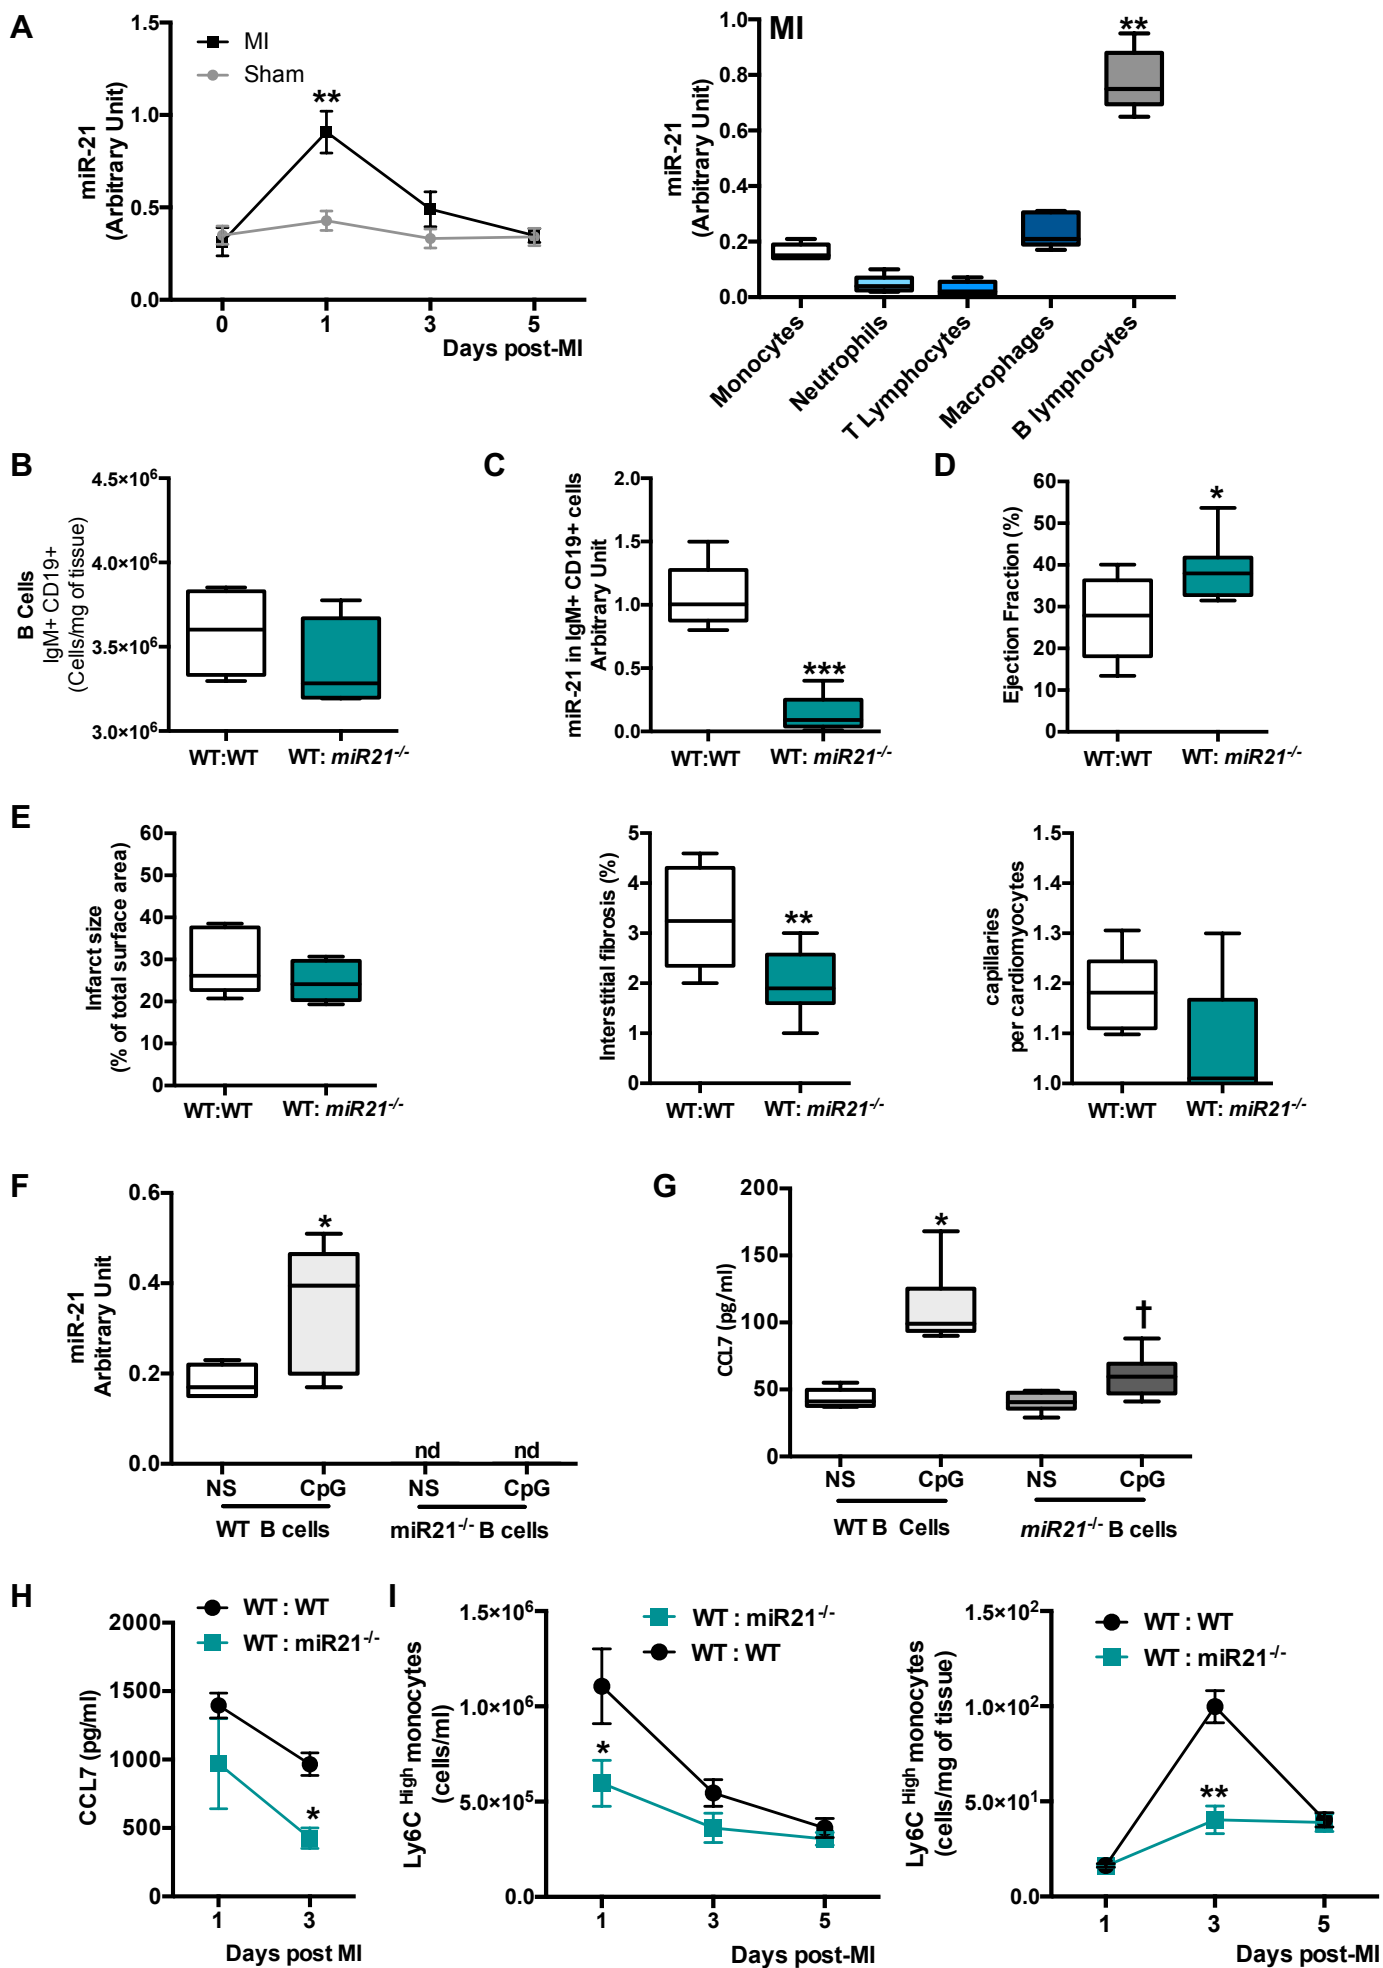 A
1.5
1.0
0.5
0.0
miR-21
(Arbitrary Unit)
MI
Sham
**
0 1 3 5
Days post-MI
MI
1.0
0.8
0.6
0.4
0.2
0.0
miR-21
(Arbitrary Unit)
**
Monocytes
Neutrophils
T Lymphocytes
Macrophages
B lymphocytes
B
4.5×10⁶
4.0×10⁶
3.5×10⁶
3.0×10⁶
B Cells
IgM+ CD19+
(Cells/mg of tissue)
WT:WT WT: miR21⁻/⁻
C
2.0
1.5
1.0
0.5
0.0
miR-21 in IgM+ CD19+ cells
Arbitrary Unit
***
WT:WT WT: miR21⁻/⁻
D
60
50
40
30
20
10
0
Ejection Fraction (%)
*
WT:WT WT: miR21⁻/⁻
E
60
50
40
30
20
10
0
Infarct size
(% of total surface area)
WT:WT WT: miR21⁻/⁻
5
4
3
2
1
0
Interstitial fibrosis (%)
**
WT:WT WT: miR21⁻/⁻
1.5
1.4
1.3
1.2
1.1
1.0
capillaries
per cardiomyocytes
WT:WT WT: miR21⁻/⁻
F
0.6
0.4
0.2
0.0
miR-21
Arbitrary Unit
*
nd nd
NS CpG NS CpG
WT B cells miR21⁻/⁻ B cells
G
200
150
100
50
0
CCL7 (pg/ml)
*
†
NS CpG NS CpG
WT B Cells miR21⁻/⁻ B cells
H
WT : WT
WT : miR21⁻/⁻
2000
1500
1000
500
0
CCL7 (pg/ml)
*
1 3
Days post MI
I
WT : miR21⁻/⁻
WT : WT
1.5×10⁶
1.0×10⁶
5.0×10⁵
0.0
Ly6C High monocytes
(cells/ml)
*
1 3 5
Days post-MI
WT : WT
WT : miR21⁻/⁻
1.5×10²
1.0×10²
5.0×10¹
0.0
Ly6C High monocytes
(cells/mg of tissue)
**
1 3 5
Days post-MI